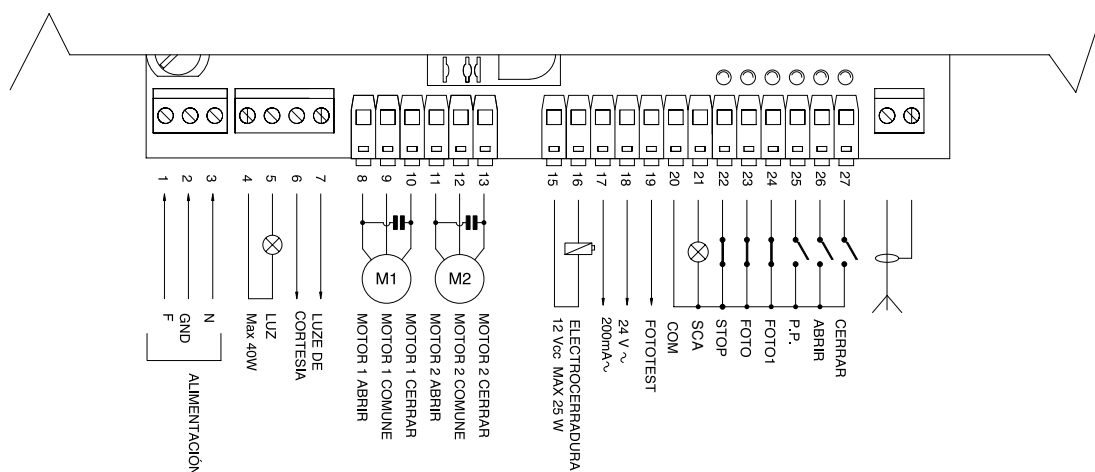 1
2
3
4
5
6
7
8
9
10
11
12
13
15
16
17
18
19
20
21
22
23
24
25
26
27
M1
M2
F
GND
N
ALIMENTACIÓN
LUZ
Max 40W
LUZE DE
CORTESIA
MOTOR 1 ABRIR
MOTOR 1 COMUNE
MOTOR 1 CERRAR
MOTOR 2 ABRIR
MOTOR 2 COMUNE
MOTOR 2 CERRAR
ELECTROCERRADURA
12 Vcc MAX 25 W
24 V ~
200mA ~
FOTOTEST
COM
SCA
STOP
FOTO
FOTO1
P.P.
ABRIR
CERRAR